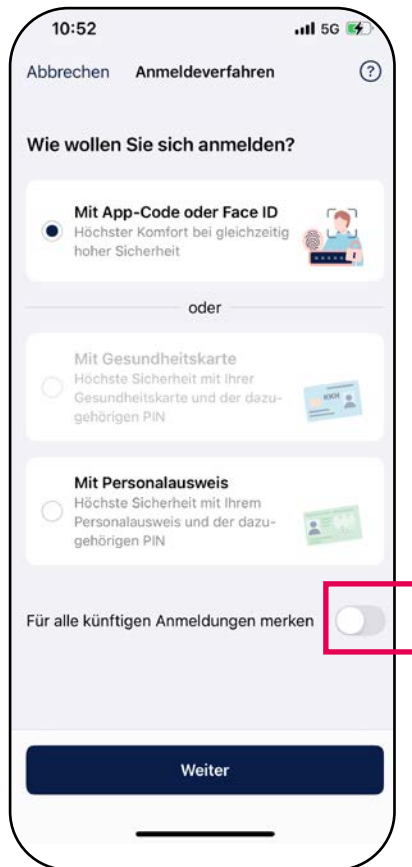 10:52 5G
Abbrechen Anmeldeverfahren ?
Wie wollen Sie sich anmelden?
Mit App-Code oder Face ID
Höchster Komfort bei gleichzeitig
hoher Sicherheit
oder
Mit Gesundheitskarte
Höchste Sicherheit mit Ihrer
Gesundheitskarte und der dazu-
gehörigen PIN
KKH
Mit Personalausweis
Höchste Sicherheit mit Ihrem
Personalausweis und der dazu-
gehörigen PIN
Für alle künftigen Anmeldungen merken
Weiter